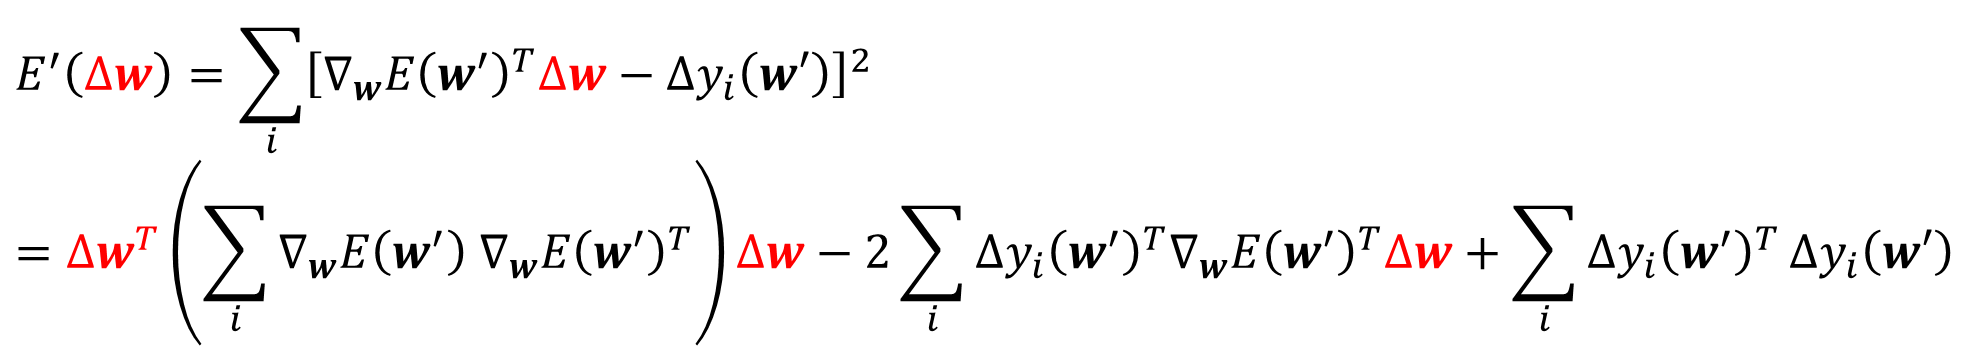 E′(Δw) = ∑_i [∇_w E(w′)^T Δw − Δy_i(w′)]^2
= Δw^T (∑_i ∇_w E(w′) ∇_w E(w′)^T) Δw − 2 ∑_i Δy_i(w′)^T ∇_w E(w′)^T Δw + ∑_i Δy_i(w′)^T Δy_i(w′)